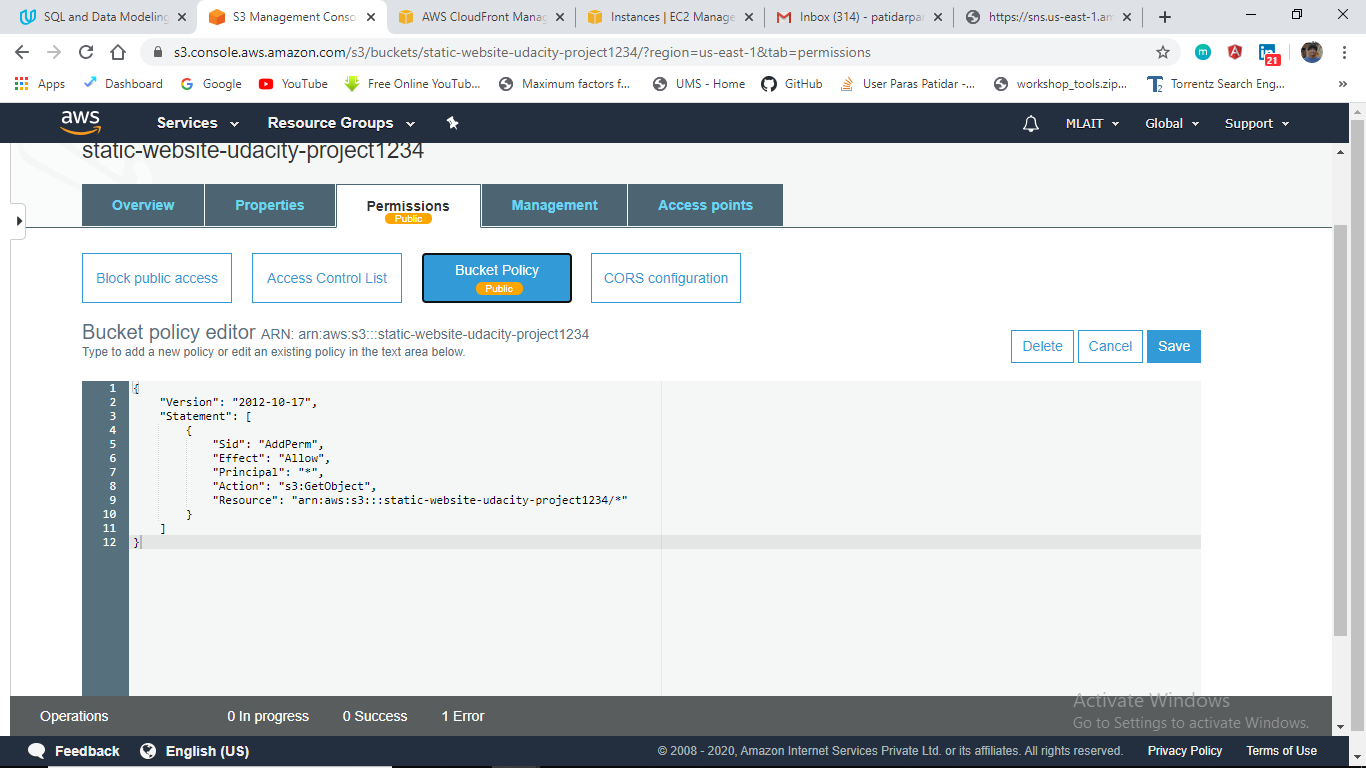 SQL and Data Modeling
S3 Management Conso
AWS CloudFront Manag
Instances | EC2 Manage
Inbox (314) - patidarpar
https://sns.us-east-1.am
s3.console.aws.amazon.com/s3/buckets/static-website-udacity-project1234/?region=us-east-1&tab=permissions
21
Apps
Dashboard
Google
YouTube
Free Online YouTub...
Maximum factors f...
UMS - Home
GitHub
User Paras Patidar -...
workshop_tools.zip...
Torrentz Search Eng...
»
aws
Services
Resource Groups
MLAIT
Global
Support
static-website-udacity-project1234
Overview
Properties
Permissions
Public
Management
Access points
Block public access
Access Control List
Bucket Policy
Public
CORS configuration
Bucket policy editor ARN: arn:aws:s3:::static-website-udacity-project1234
Type to add a new policy or edit an existing policy in the text area below.
Delete
Cancel
Save
1 {
2 "Version": "2012-10-17",
3 "Statement": [
4 {
5 "Sid": "AddPerm",
6 "Effect": "Allow",
7 "Principal": "*",
8 "Action": "s3:GetObject",
9 "Resource": "arn:aws:s3:::static-website-udacity-project1234/*"
10 }
11 ]
12 }
Activate Windows
Go to Settings to activate Windows.
Operations
0 In progress
0 Success
1 Error
Feedback
English (US)
© 2008 - 2020, Amazon Internet Services Private Ltd. or its affiliates. All rights reserved.
Privacy Policy
Terms of Use